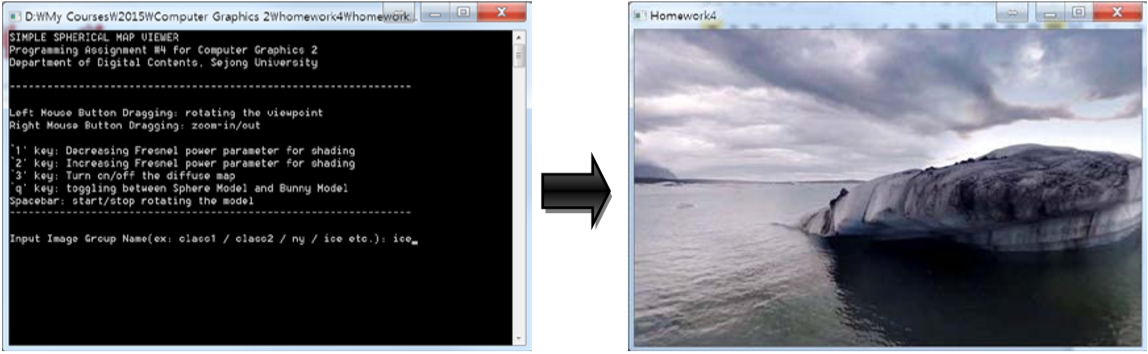 D:₩My Courses₩2015₩Computer Graphics 2₩homework4₩homework...
SIMPLE SPHERICAL MAP VIEWER
Programming Assignment #4 for Computer Graphics 2
Department of Digital Contents, Sejong University
------------------------------------------------------------------
Left Mouse Button Dragging: rotating the viewpoint
Right Mouse Button Dragging: zoom-in/out
`1' key: Decreasing Fresnel power parameter for shading
`2' key: Increasing Fresnel power parameter for shading
`3' key: Turn on/off the diffuse map
`q' key: toggling between Sphere Model and Bunny Model
Spacebar: start/stop rotating the model
------------------------------------------------------------------
Input Image Group Name(ex: class1 / class2 / ny / ice etc.): ice_
Homework4